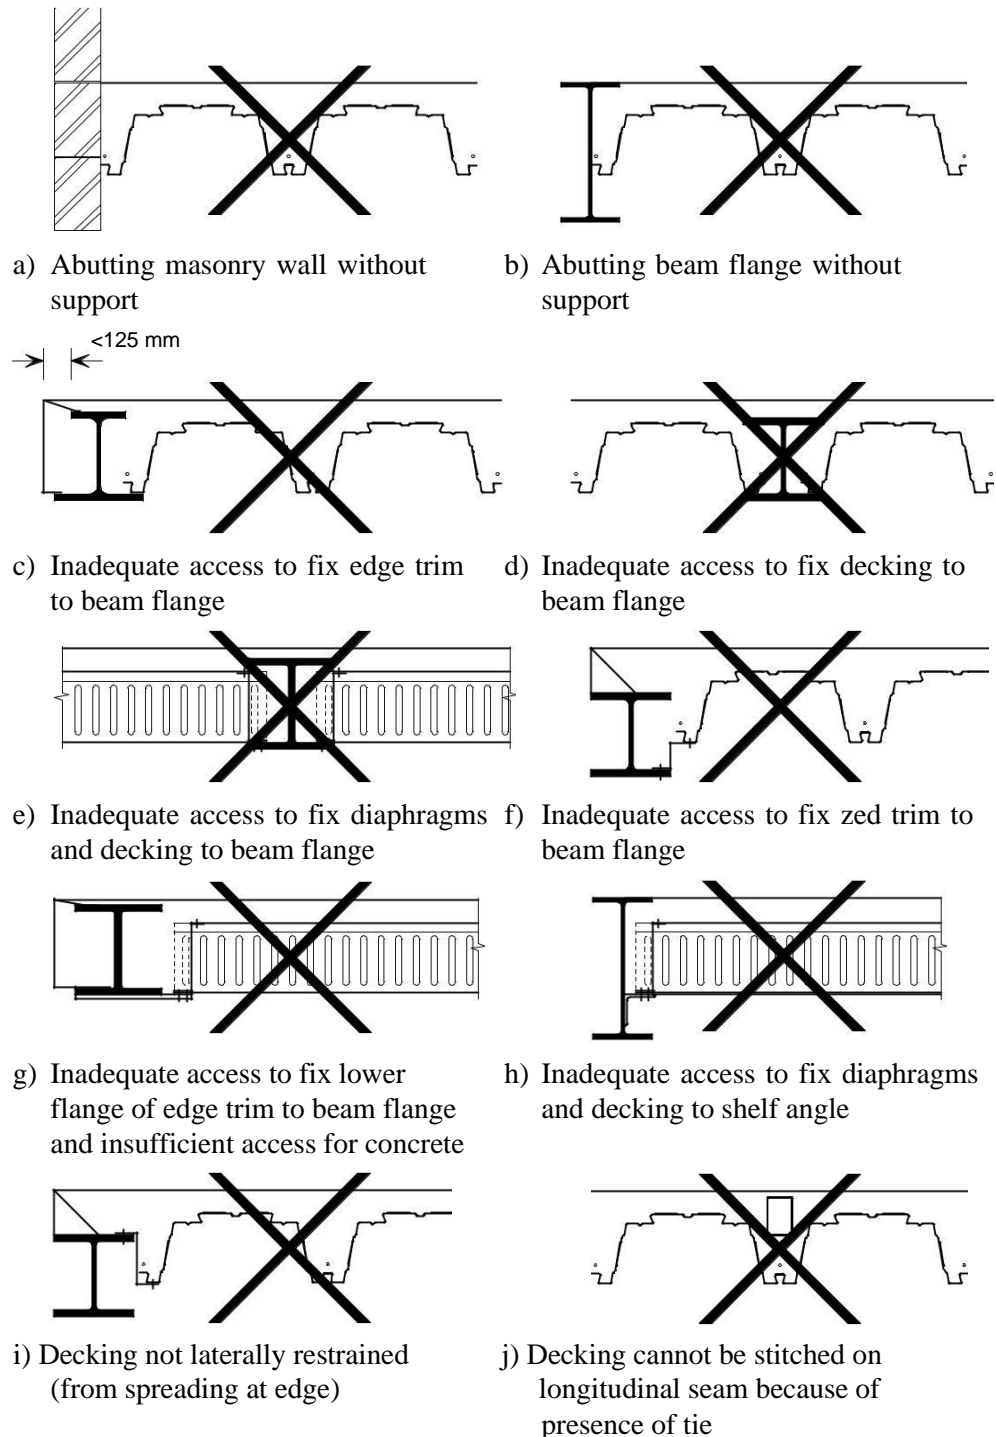 a) Abutting masonry wall without
support
b) Abutting beam flange without
support
<125 mm
c) Inadequate access to fix edge trim
to beam flange
d) Inadequate access to fix decking to
beam flange
e) Inadequate access to fix diaphragms
and decking to beam flange
f) Inadequate access to fix zed trim to
beam flange
g) Inadequate access to fix lower
flange of edge trim to beam flange
and insufficient access for concrete
h) Inadequate access to fix diaphragms
and decking to shelf angle
i) Decking not laterally restrained
(from spreading at edge)
j) Decking cannot be stitched on
longitudinal seam because of
presence of tie